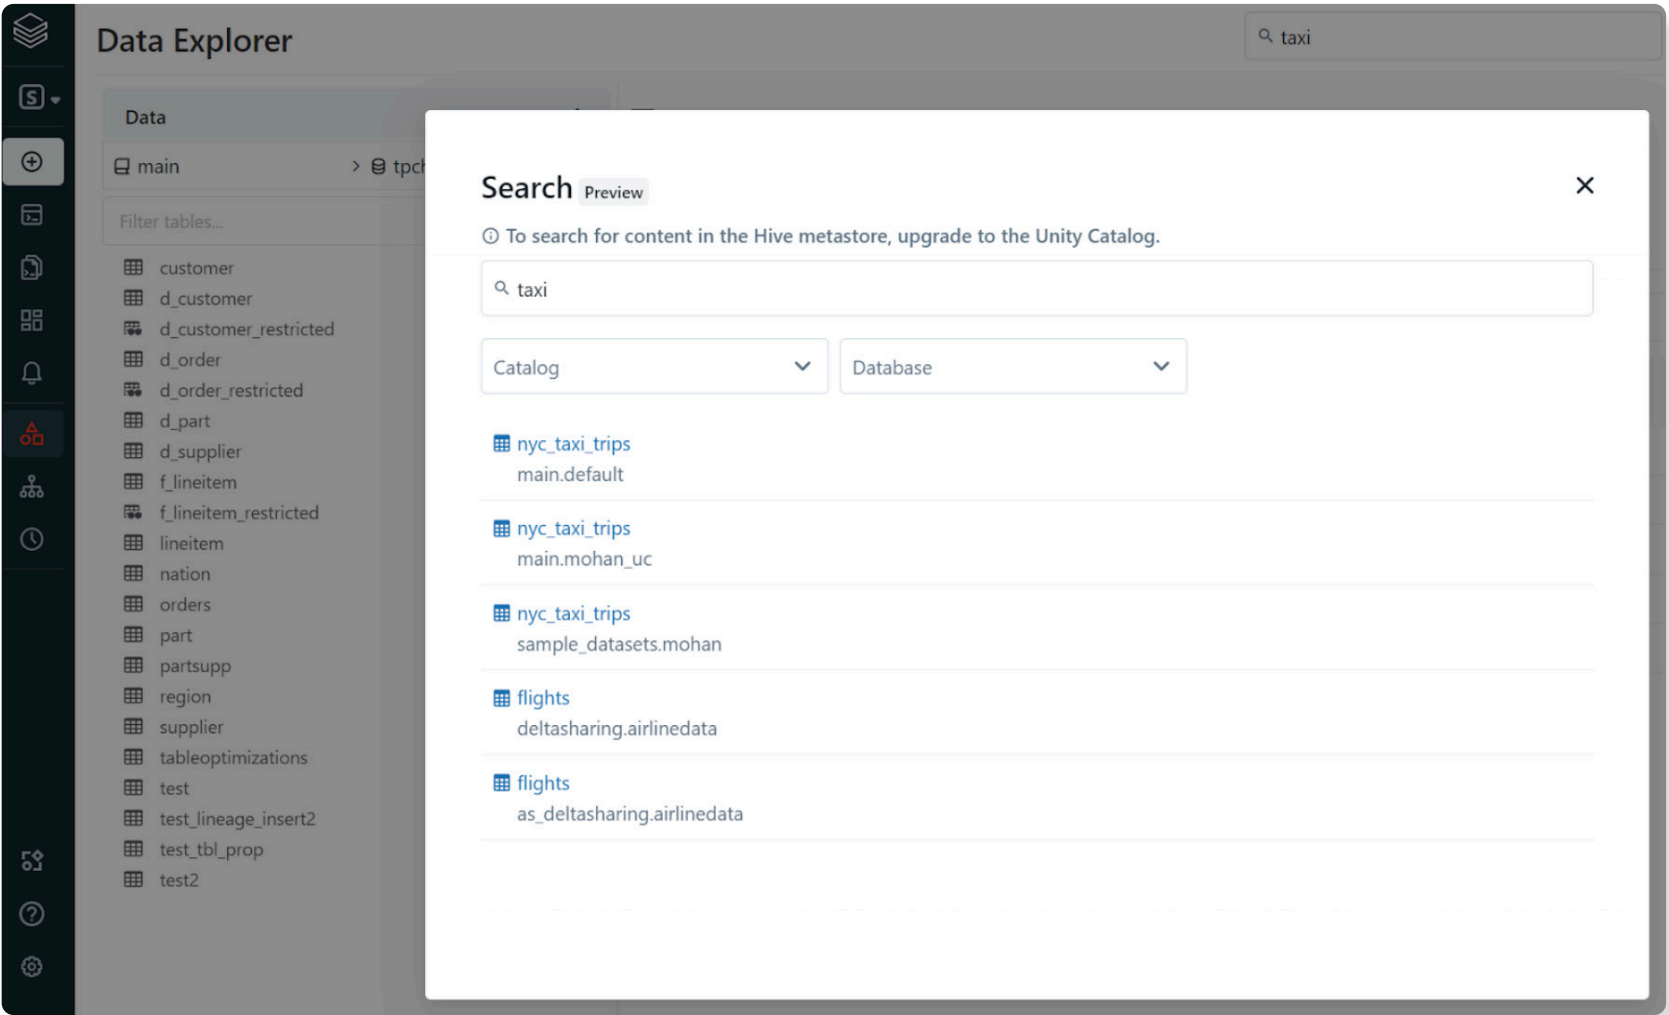 Data Explorer
taxi
S
Data
main > tpch
Filter tables...
customer
d_customer
d_customer_restricted
d_order
d_order_restricted
d_part
d_supplier
f_lineitem
f_lineitem_restricted
lineitem
nation
orders
part
partsupp
region
supplier
tableoptimizations
test
test_lineage_insert2
test_tbl_prop
test2
Search Preview
To search for content in the Hive metastore, upgrade to the Unity Catalog.
taxi
Catalog
Database
nyc_taxi_trips
main.default
nyc_taxi_trips
main.mohan_uc
nyc_taxi_trips
sample_datasets.mohan
flights
deltasharing.airlinedata
flights
as_deltasharing.airlinedata